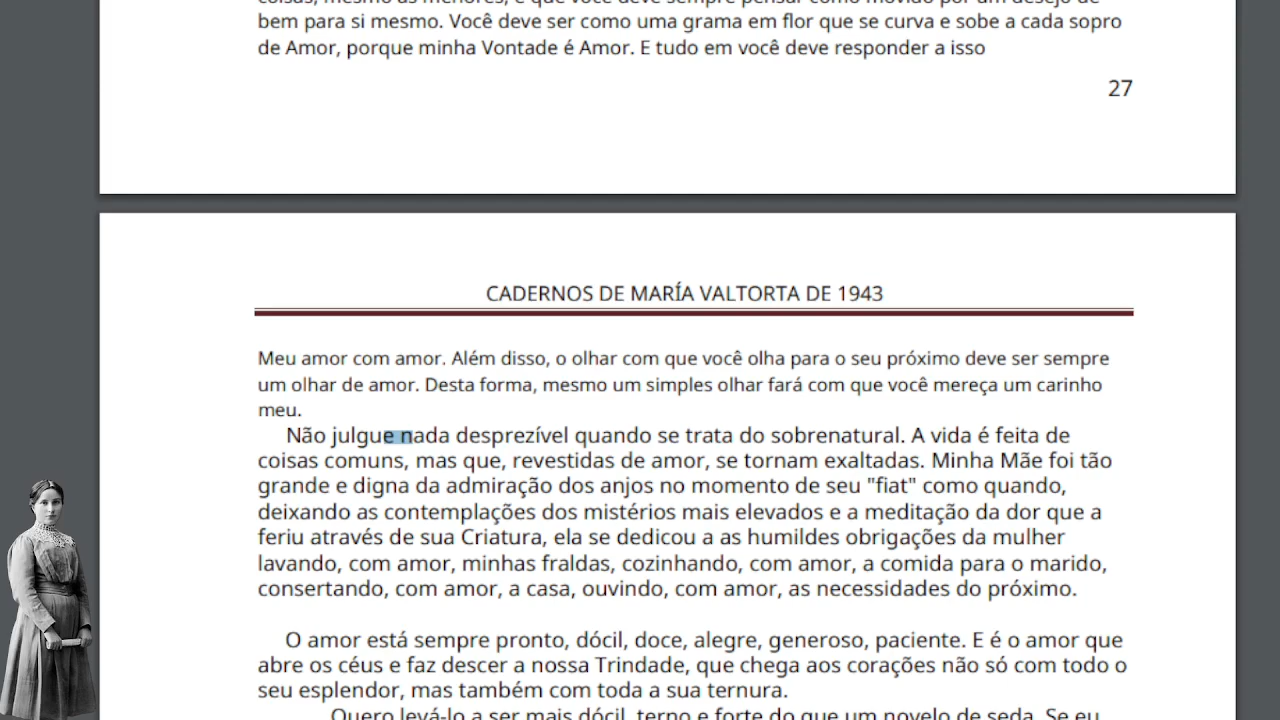 coisas, mesmo as menores, e que você deve sempre pensar como movido por um desejo de
bem para si mesmo. Você deve ser como uma grama em flor que se curva e sobe a cada sopro
de Amor, porque minha Vontade é Amor. E tudo em você deve responder a isso
27
CADERNOS DE MARÍA VALTORTA DE 1943
Meu amor com amor. Além disso, o olhar com que você olha para o seu próximo deve ser sempre
um olhar de amor. Desta forma, mesmo um simples olhar fará com que você mereça um carinho
meu.
Não julgue nada desprezível quando se trata do sobrenatural. A vida é feita de
coisas comuns, mas que, revestidas de amor, se tornam exaltadas. Minha Mãe foi tão
grande e digna da admiração dos anjos no momento de seu "fiat" como quando,
deixando as contemplações dos mistérios mais elevados e a meditação da dor que a
feriu através de sua Criatura, ela se dedicou a as humildes obrigações da mulher
lavando, com amor, minhas fraldas, cozinhando, com amor, a comida para o marido,
consertando, com amor, a casa, ouvindo, com amor, as necessidades do próximo.
O amor está sempre pronto, dócil, doce, alegre, generoso, paciente. E é o amor que
abre os céus e faz descer a nossa Trindade, que chega aos corações não só com todo o
seu esplendor, mas também com toda a sua ternura.
Quero levá-lo a ser mais dócil, terno e forte do que um novelo de seda. Se eu